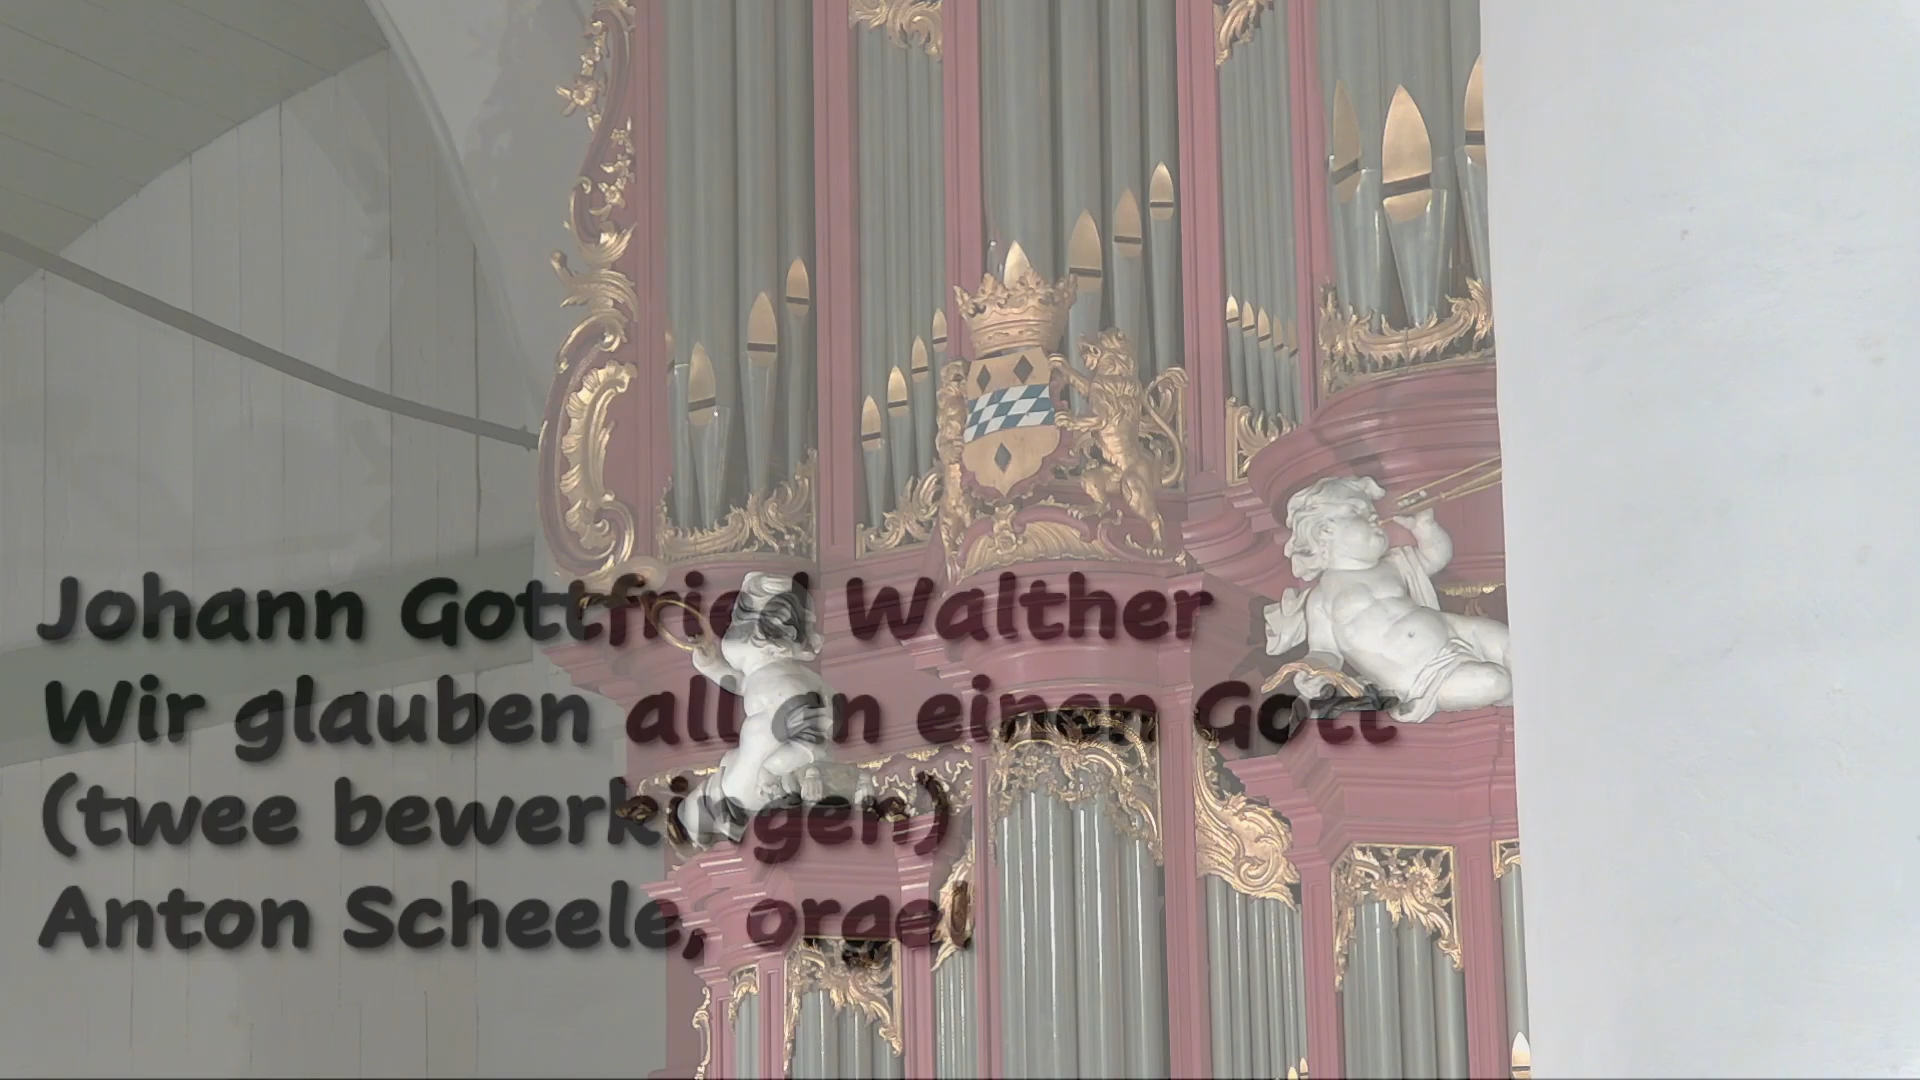 Johann Gottfried Walther
Wir glauben all an einen Gott
(twee bewerkingen)
Anton Scheele, orgel